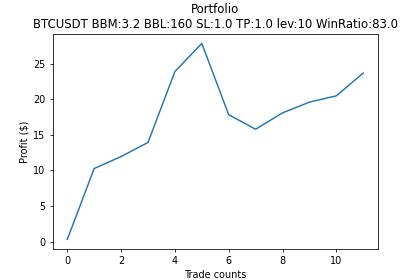 Portfolio
BTCUSDT BBM:3.2 BBL:160 SL:1.0 TP:1.0 lev:10 WinRatio:83.0
25
20
15
10
5
0
Profit ($)
0 2 4 6 8 10
Trade counts